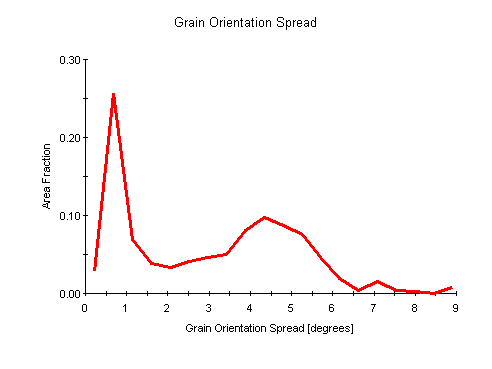 Grain Orientation Spread
0.30
0.20
0.10
0.00
Area Fraction
0 1 2 3 4 5 6 7 8 9
Grain Orientation Spread [degrees]